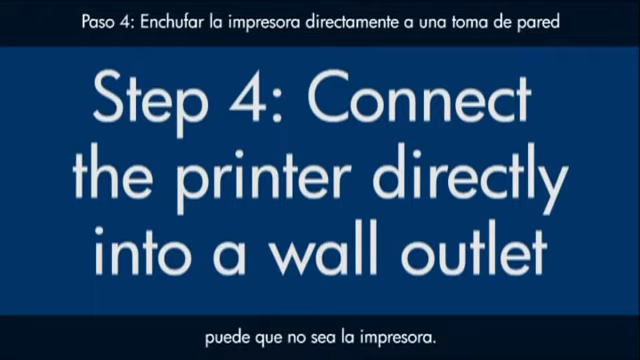 Paso 4: Enchufar la impresora directamente a una toma de pared
Step 4: Connect
the printer directly
into a wall outlet
puede que no sea la impresora.